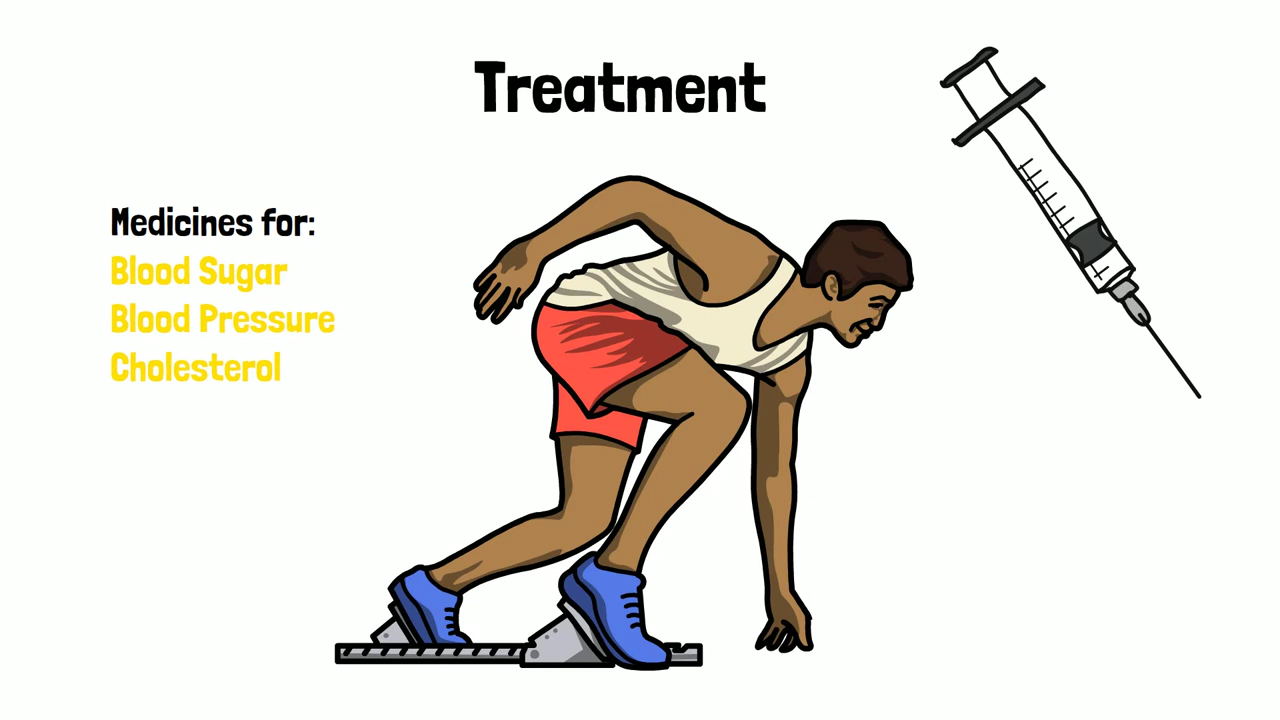 Treatment
Medicines for:
Blood Sugar
Blood Pressure
Cholesterol